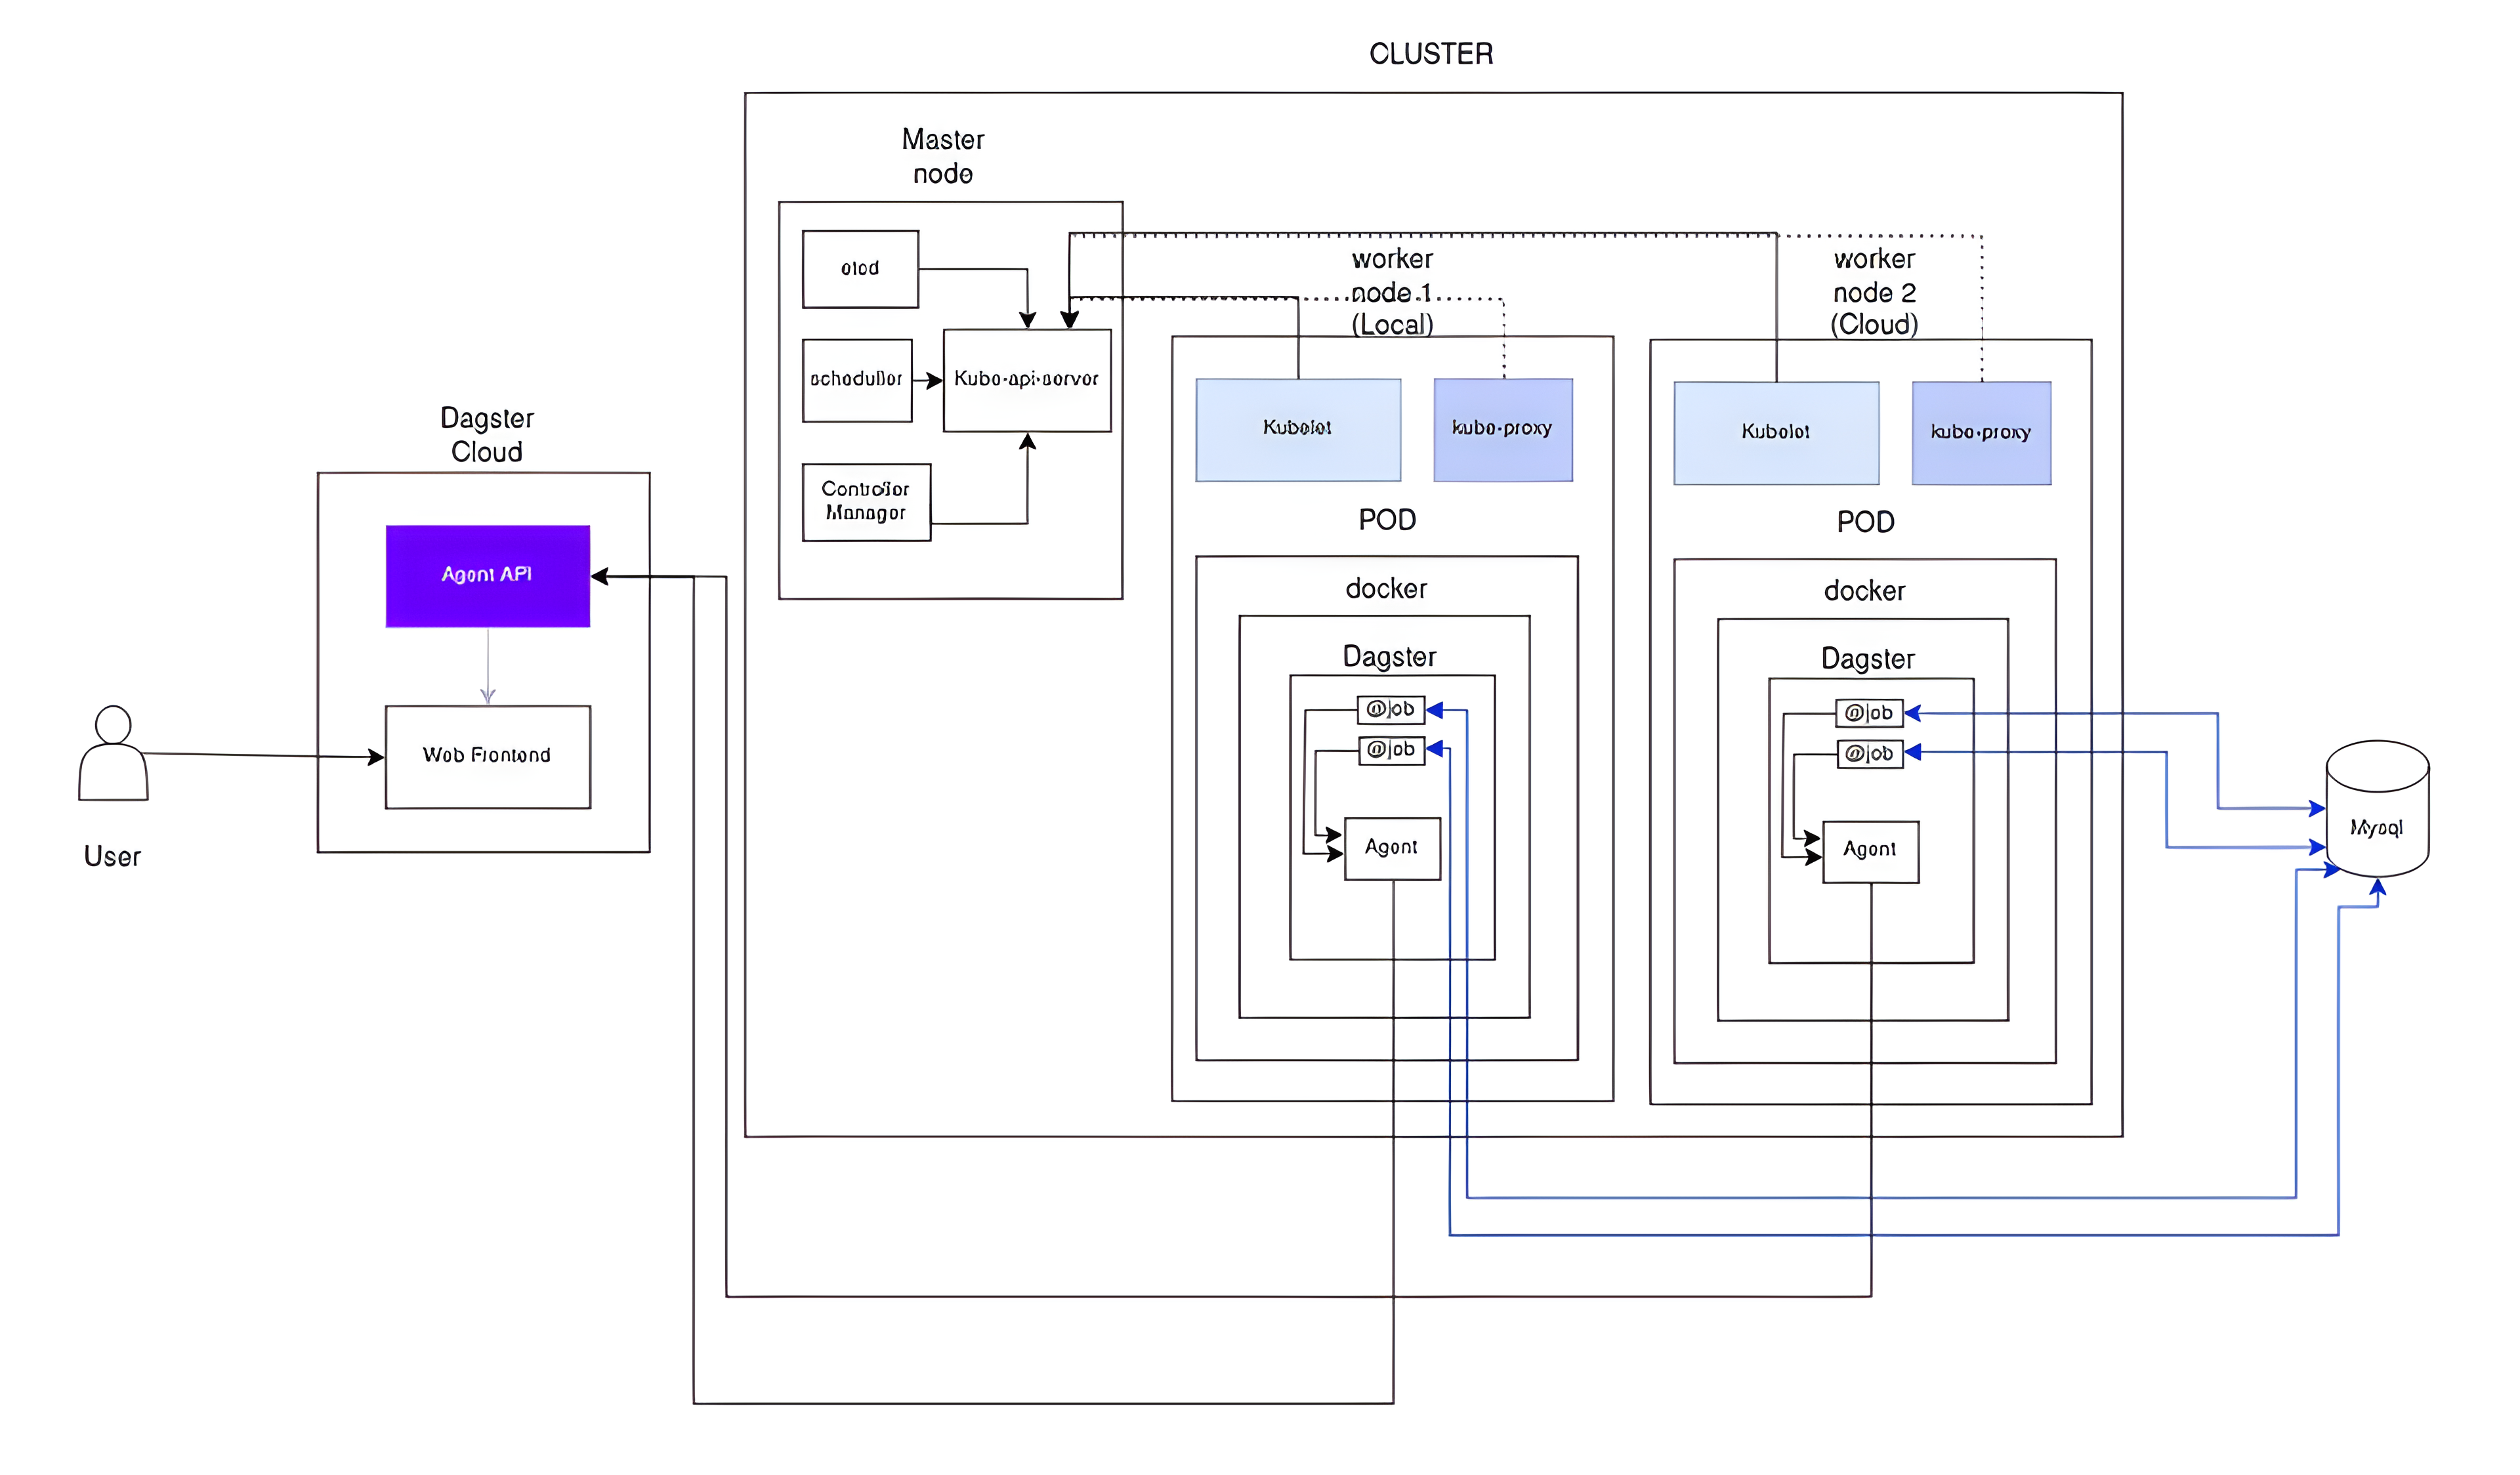 CLUSTER
Master
node
etcd
scheduller
Kube-api-server
Controller
Manager
worker
node 1
(Local)
worker
node 2
(Cloud)
Kubelet
kube-proxy
Kubelet
kube-proxy
Dagster
Cloud
Agent API
Web Frontend
User
POD
docker
Dagster
@job
@job
Agent
POD
docker
Dagster
@job
@job
Agent
Mysql